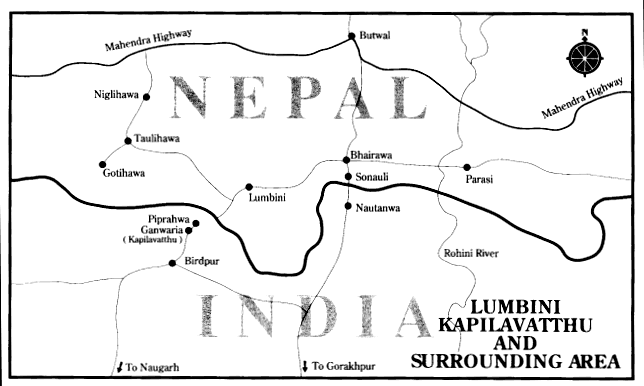 Butwal
N
Mahendra Highway
NEPAL
Niglihawa
Mahendra Highway
Taulihawa
Bhairawa
Gotihawa
Sonauli
Parasi
Lumbini
Nautanwa
Piprahwa
Ganwaria
( Kapilavatthu )
Rohini River
Birdpur
INDIA
LUMBINI
KAPILAVATTHU
AND
SURROUNDING AREA
To Naugarh
To Gorakhpur